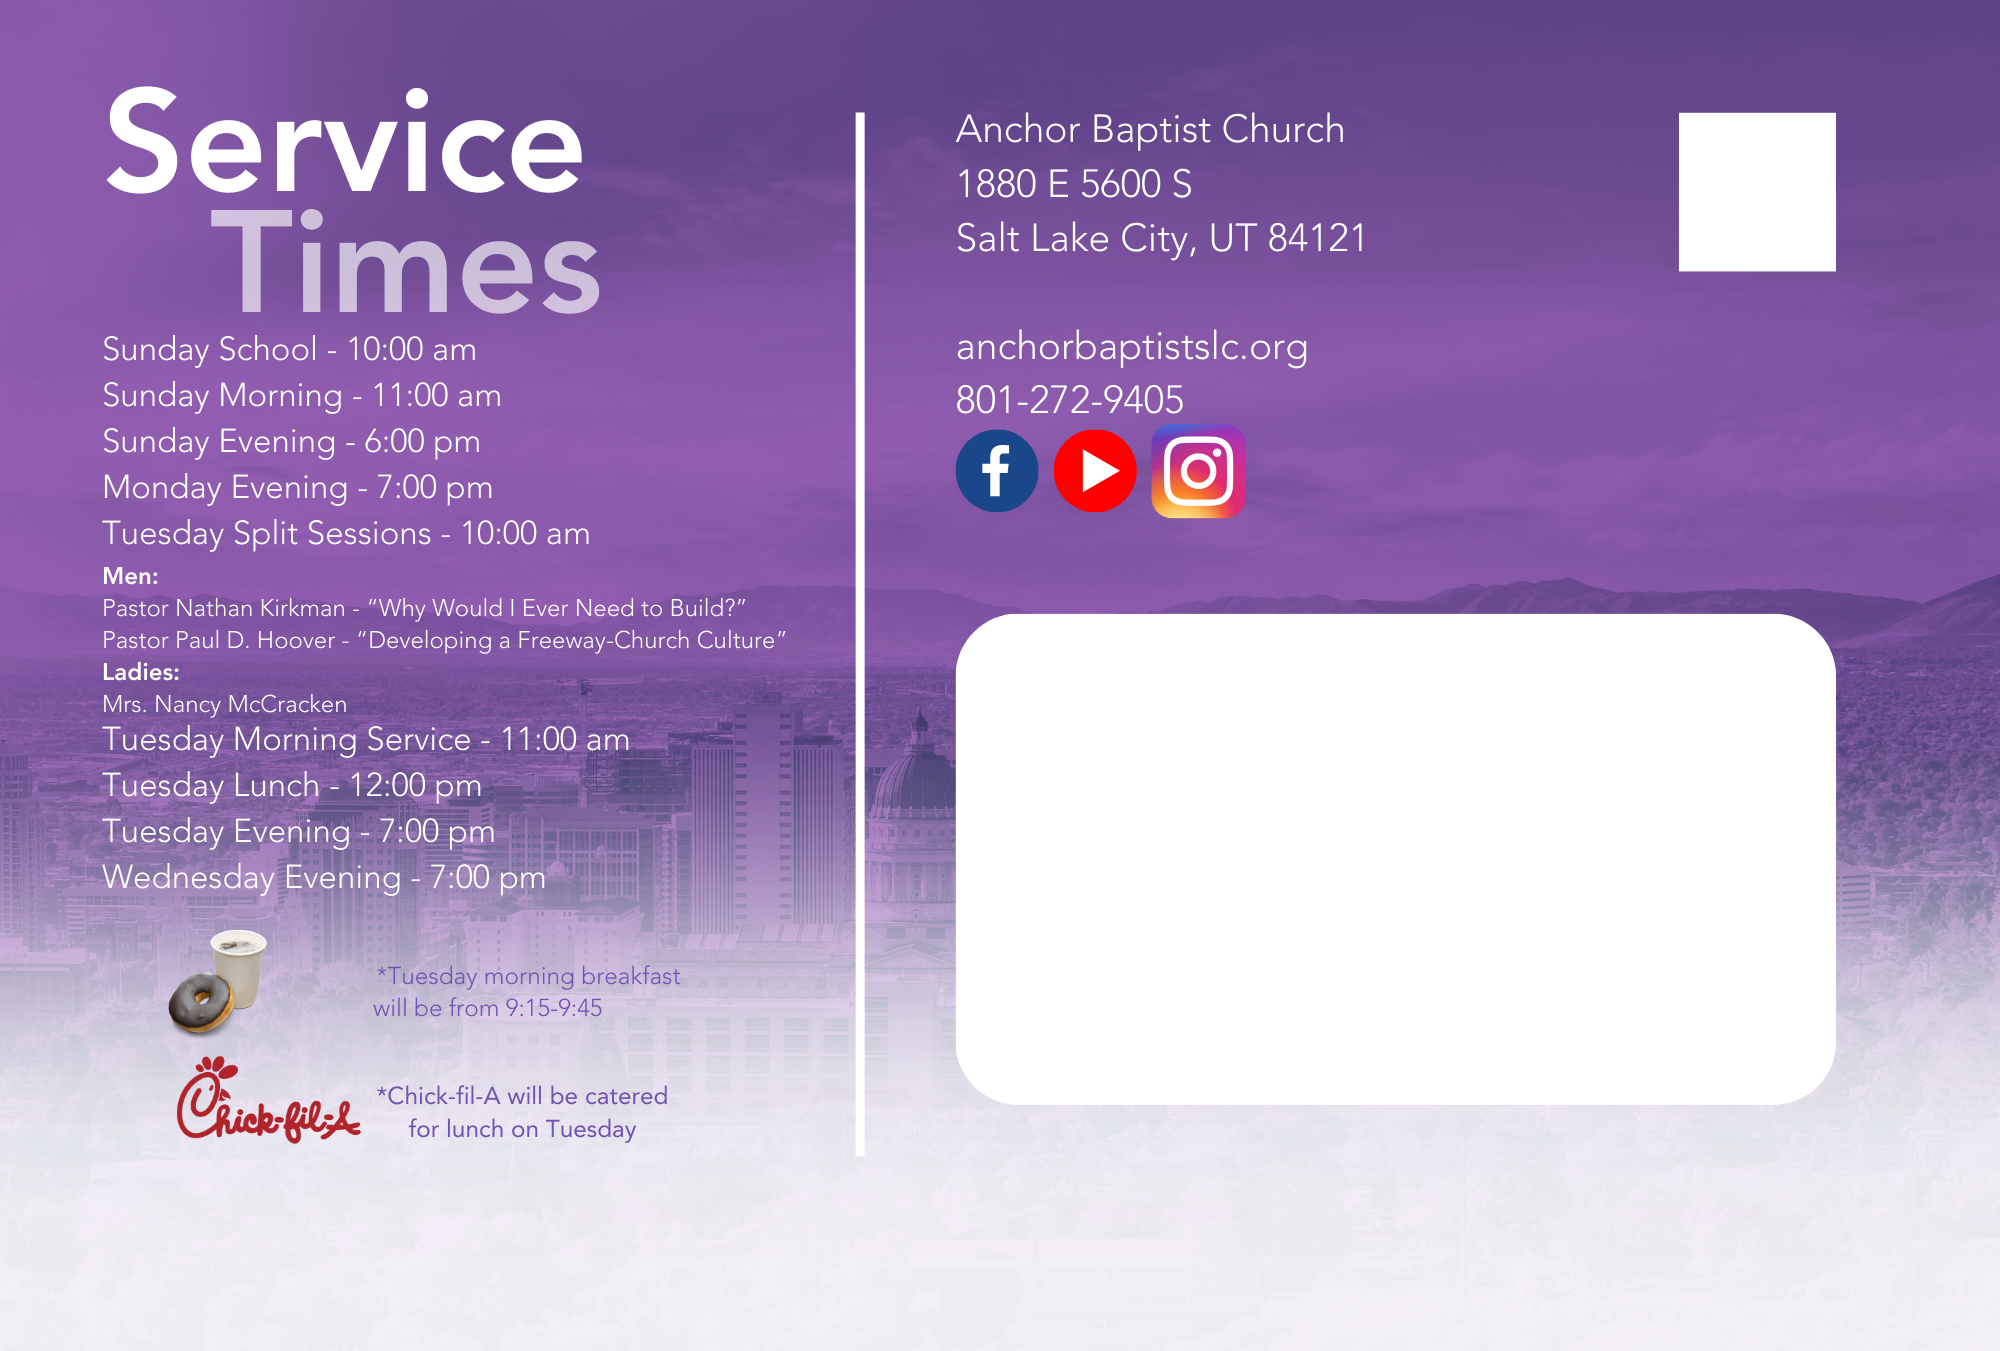 Service
Times
Sunday School - 10:00 am
Sunday Morning - 11:00 am
Sunday Evening - 6:00 pm
Monday Evening - 7:00 pm
Tuesday Split Sessions - 10:00 am
Men:
Pastor Nathan Kirkman - “Why Would I Ever Need to Build?”
Pastor Paul D. Hoover - “Developing a Freeway-Church Culture”
Ladies:
Mrs. Nancy McCracken
Tuesday Morning Service - 11:00 am
Tuesday Lunch - 12:00 pm
Tuesday Evening - 7:00 pm
Wednesday Evening - 7:00 pm
*Tuesday morning breakfast
will be from 9:15-9:45
Chick-fil-A
*Chick-fil-A will be catered
for lunch on Tuesday
Anchor Baptist Church
1880 E 5600 S
Salt Lake City, UT 84121
anchorbaptistslc.org
801-272-9405